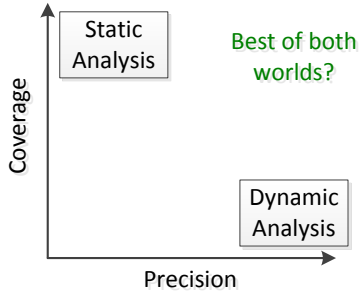 Static
Analysis
Best of both
worlds?
Coverage
Dynamic
Analysis
Precision